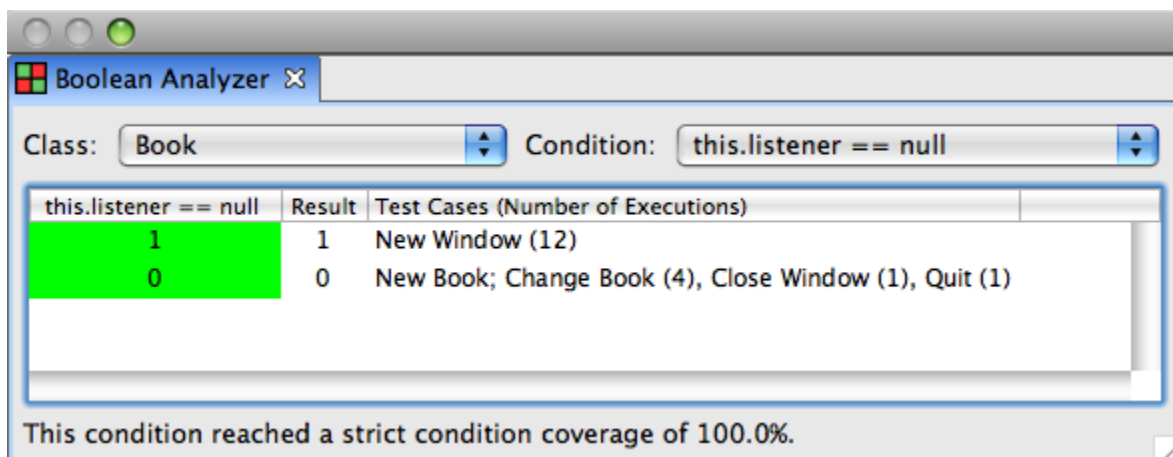 Boolean Analyzer
Class: Book Condition: this.listener == null
this.listener == null Result Test Cases (Number of Executions)
1 1 New Window (12)
0 0 New Book; Change Book (4), Close Window (1), Quit (1)
This condition reached a strict condition coverage of 100.0%.